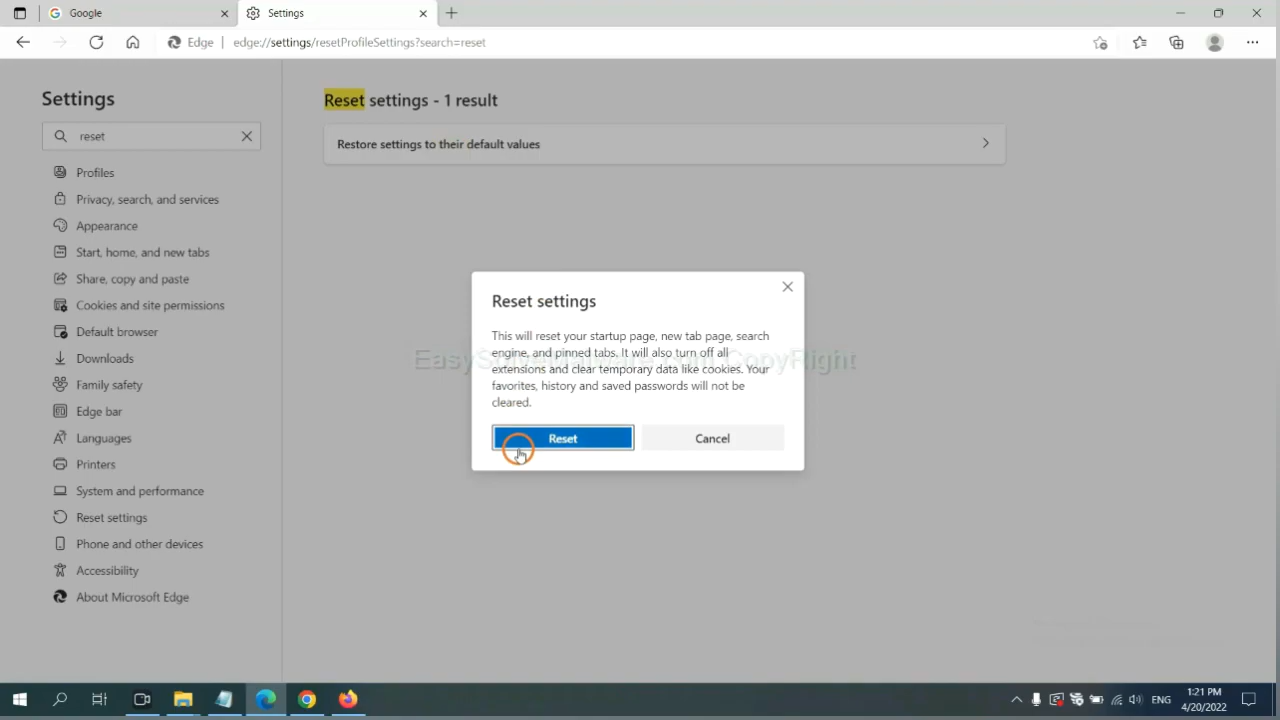 Google
Settings
Edge | edge://settings/resetProfileSettings?search=reset
Settings
reset
Profiles
Privacy, search, and services
Appearance
Start, home, and new tabs
Share, copy and paste
Cookies and site permissions
Default browser
Downloads
Family safety
Edge bar
Languages
Printers
System and performance
Reset settings
Phone and other devices
Accessibility
About Microsoft Edge
Reset settings - 1 result
Restore settings to their default values
Reset settings
This will reset your startup page, new tab page, search
engine, and pinned tabs. It will also turn off all
extensions and clear temporary data like cookies. Your
favorites, history and saved passwords will not be
cleared.
Reset
Cancel
ENG
1:21 PM
4/20/2022